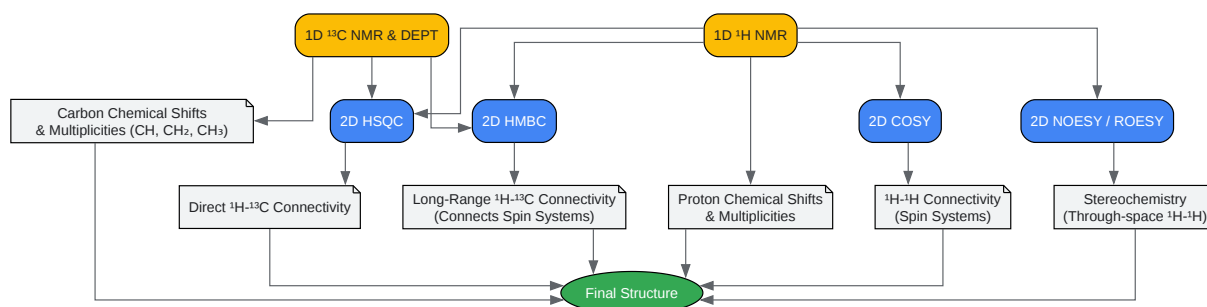 1D ¹³C NMR & DEPT
1D ¹H NMR
Carbon Chemical Shifts
& Multiplicities (CH, CH₂, CH₃)
2D HSQC
2D HMBC
2D COSY
2D NOESY / ROESY
Direct ¹H-¹³C Connectivity
Long-Range ¹H-¹³C Connectivity
(Connects Spin Systems)
Proton Chemical Shifts
& Multiplicities
¹H-¹H Connectivity
(Spin Systems)
Stereochemistry
(Through-space ¹H-¹H)
Final Structure